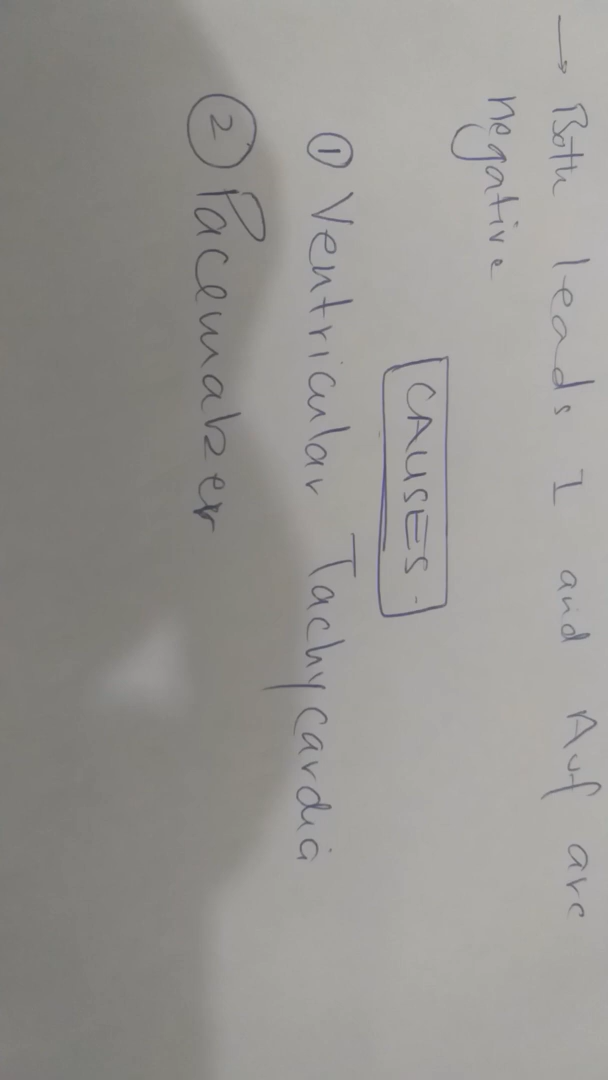 → Both leads I and Avf are
negative
CAUSES.
① Ventricular Tachycardia
② Pacemaker